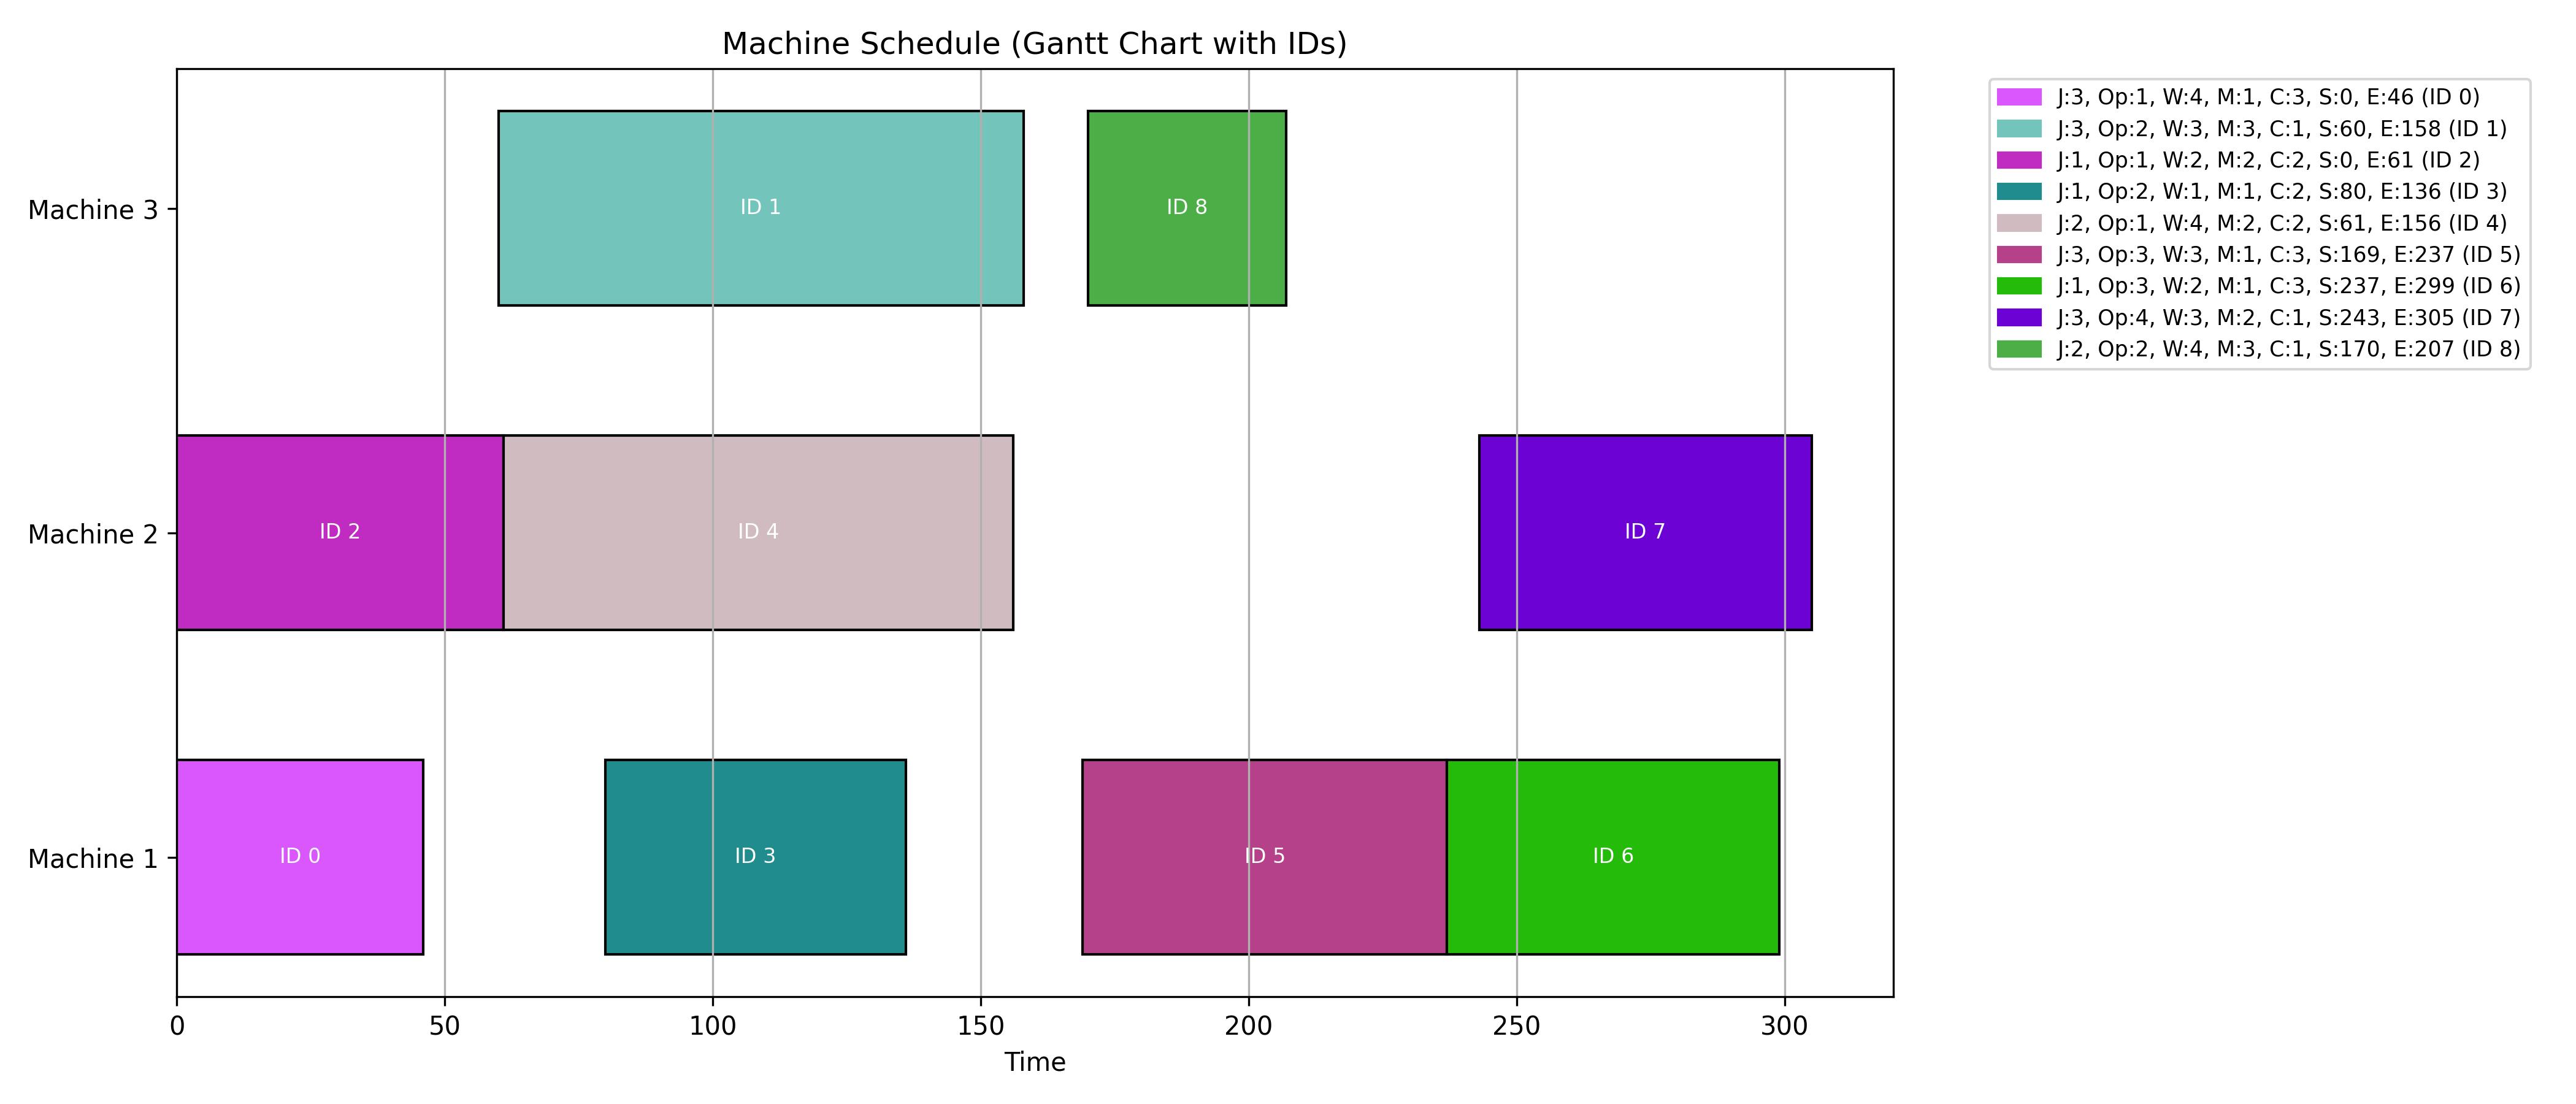 Machine Schedule (Gantt Chart with IDs)
J:3, Op:1, W:4, M:1, C:3, S:0, E:46 (ID 0)
J:3, Op:2, W:3, M:3, C:1, S:60, E:158 (ID 1)
J:1, Op:1, W:2, M:2, C:2, S:0, E:61 (ID 2)
J:1, Op:2, W:1, M:1, C:2, S:80, E:136 (ID 3)
J:2, Op:1, W:4, M:2, C:2, S:61, E:156 (ID 4)
J:3, Op:3, W:3, M:1, C:3, S:169, E:237 (ID 5)
J:1, Op:3, W:2, M:1, C:3, S:237, E:299 (ID 6)
J:3, Op:4, W:3, M:2, C:1, S:243, E:305 (ID 7)
J:2, Op:2, W:4, M:3, C:1, S:170, E:207 (ID 8)
Machine 3
ID 1
ID 8
Machine 2
ID 2
ID 4
ID 7
Machine 1
ID 0
ID 3
ID 5
ID 6
0 50 100 150 200 250 300
Time